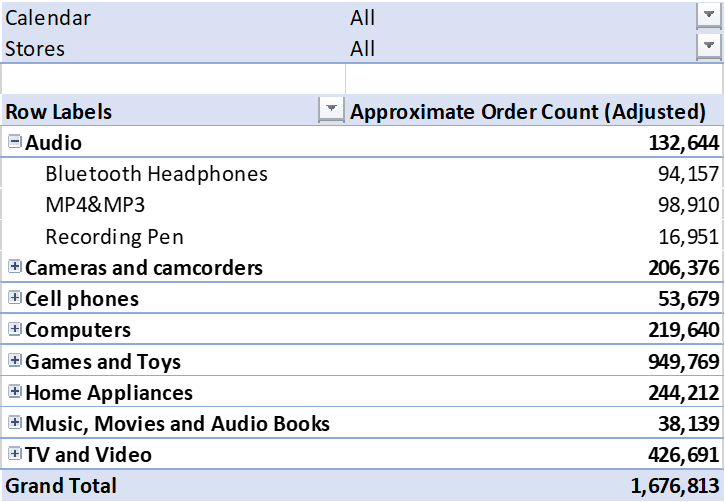 Calendar All
Stores All
Row Labels Approximate Order Count (Adjusted)
Audio 132,644
Bluetooth Headphones 94,157
MP4&MP3 98,910
Recording Pen 16,951
Cameras and camcorders 206,376
Cell phones 53,679
Computers 219,640
Games and Toys 949,769
Home Appliances 244,212
Music, Movies and Audio Books 38,139
TV and Video 426,691
Grand Total 1,676,813